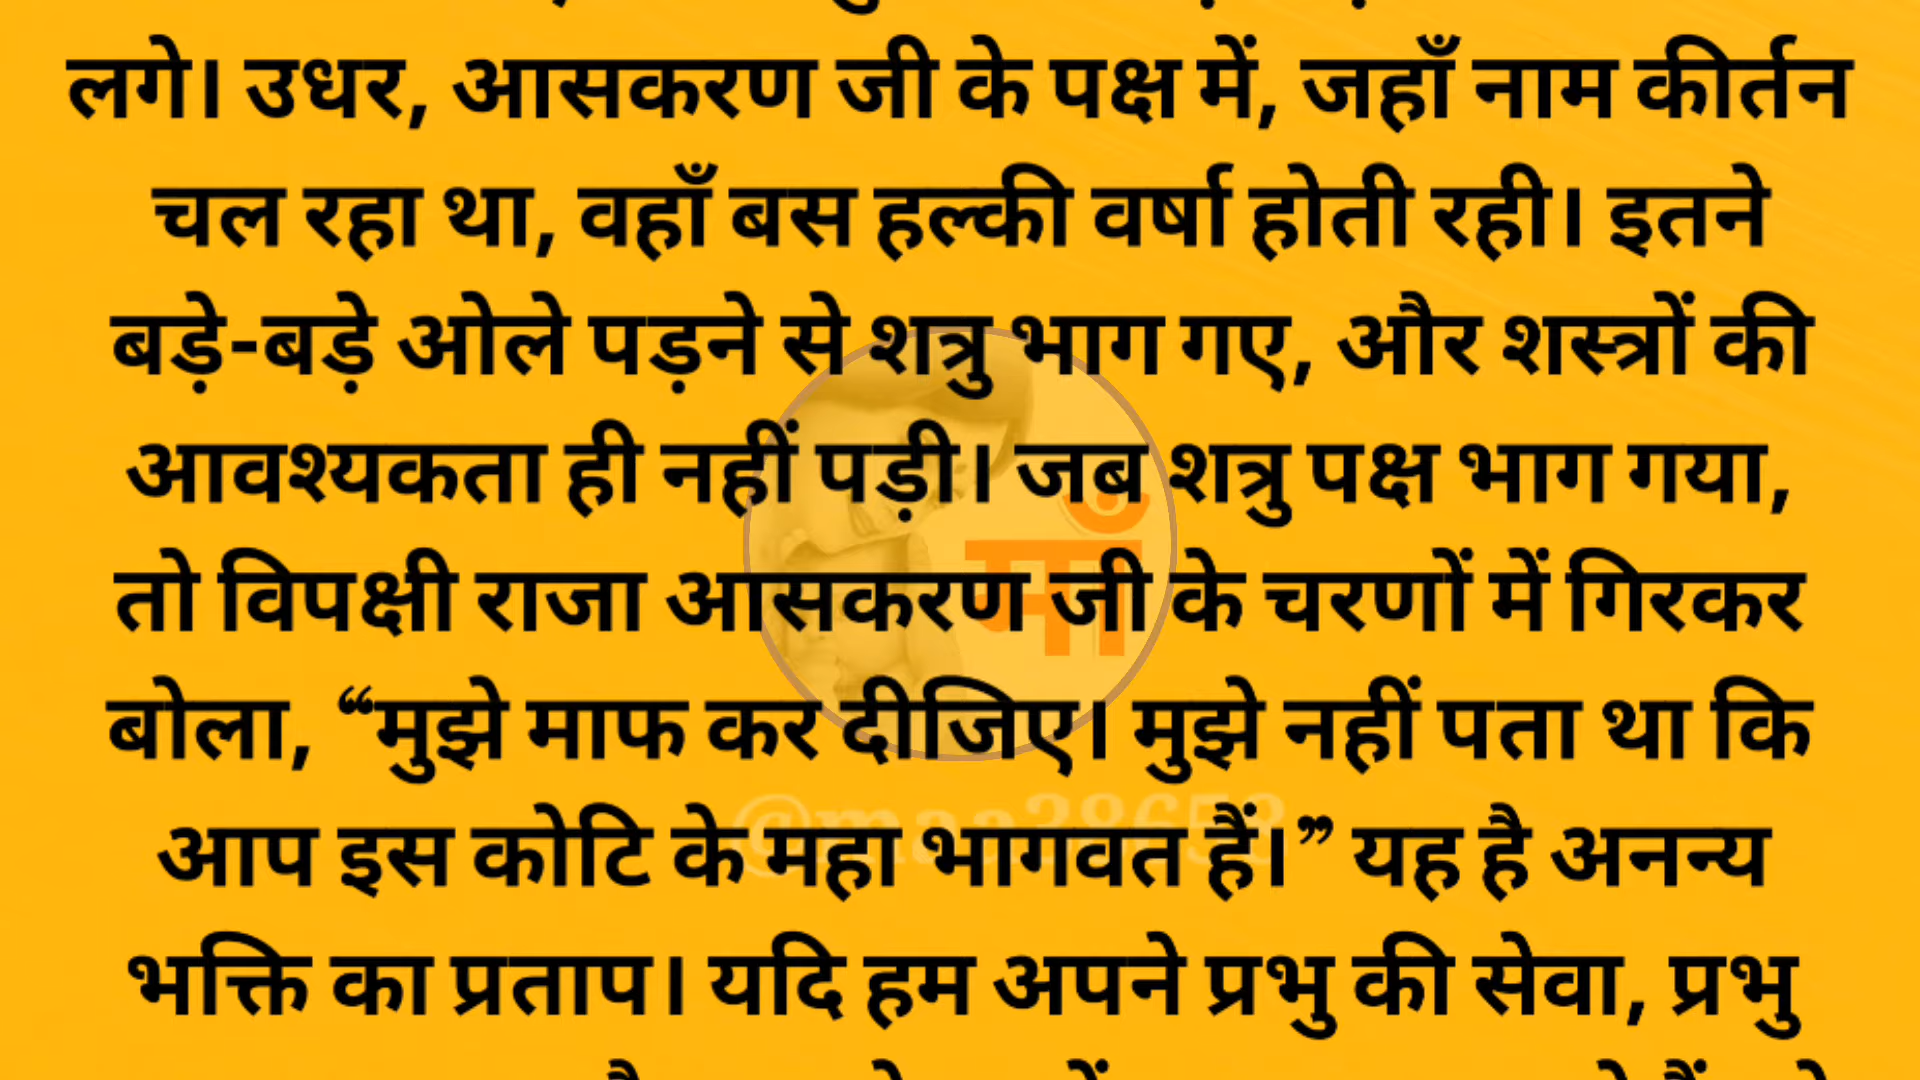 लगे। उधर, आसकरण जी के पक्ष में, जहाँ नाम कीर्तन
चल रहा था, वहाँ बस हल्की वर्षा होती रही। इतने
बड़े-बड़े ओले पड़ने से शत्रु भाग गए, और शस्त्रों की
आवश्यकता ही नहीं पड़ी। जब शत्रु पक्ष भाग गया,
तो विपक्षी राजा आसकरण जी के चरणों में गिरकर
बोला, “मुझे माफ कर दीजिए। मुझे नहीं पता था कि
आप इस कोटि के महा भागवत हैं।” यह है अनन्य
भक्ति का प्रताप। यदि हम अपने प्रभु की सेवा, प्रभु
माँ
@maa38658